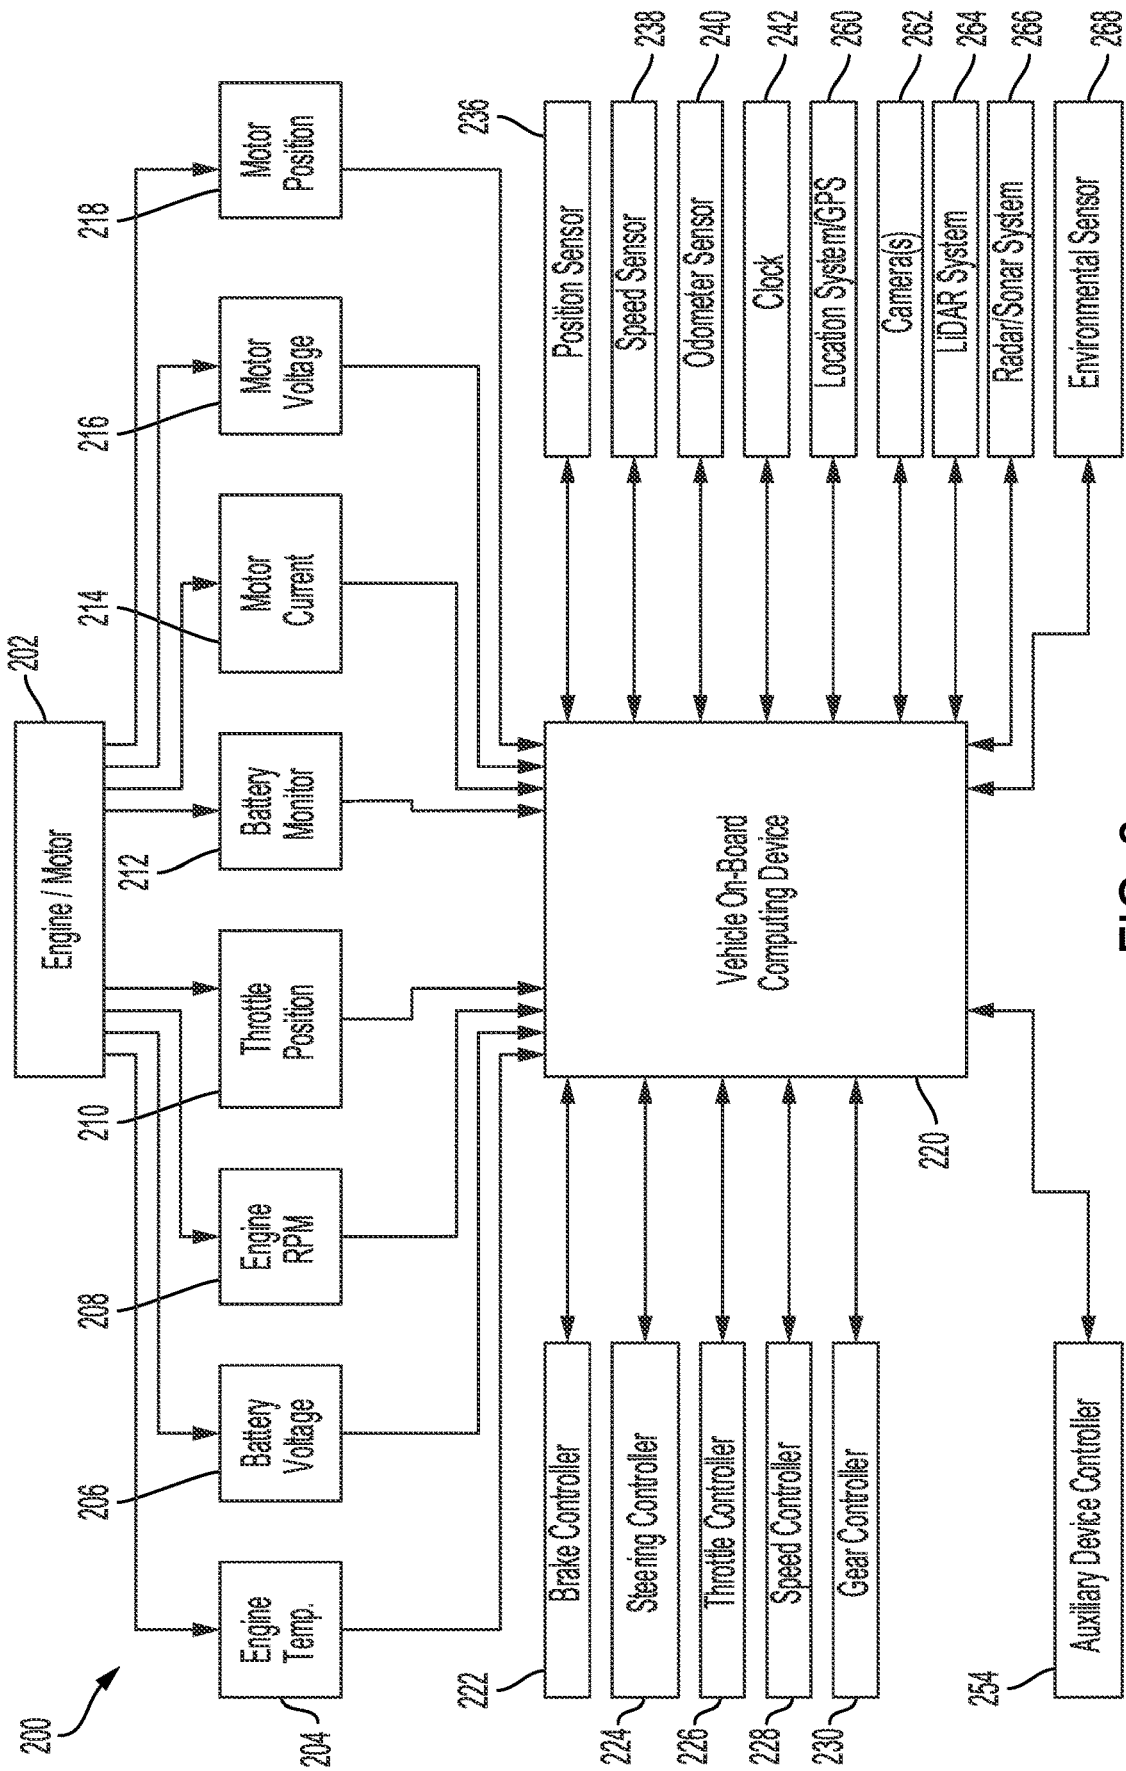 200
Engine / Motor
202
Engine
Temp.
204
Battery
Voltage
206
Engine
RPM
208
Throttle
Position
210
Battery
Monitor
212
Motor
Current
214
Motor
Voltage
216
Motor
Position
218
Vehicle On-Board
Computing Device
220
Brake Controller
222
Steering Controller
224
Throttle Controller
226
Speed Controller
228
Gear Controller
230
Auxiliary Device Controller
254
Position Sensor
236
Speed Sensor
238
Odometer Sensor
240
Clock
242
Location System/GPS
260
Camera(s)
262
LiDAR System
264
Radar/Sonar System
266
Environmental Sensor
268